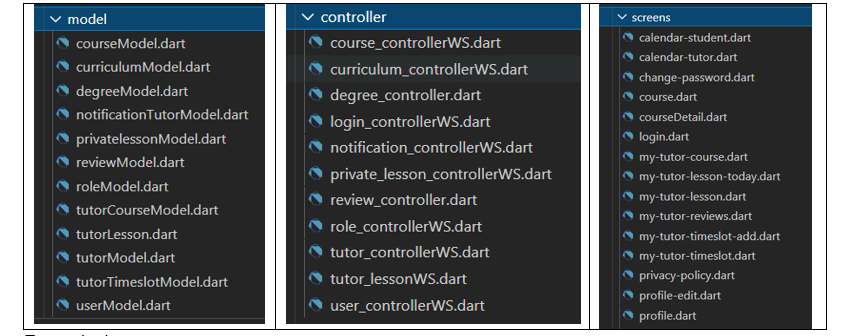 model
courseModel.dart
curriculumModel.dart
degreeModel.dart
notificationTutorModel.dart
privatelessonModel.dart
reviewModel.dart
roleModel.dart
tutorCourseModel.dart
tutorLesson.dart
tutorModel.dart
tutorTimeslotModel.dart
userModel.dart
controller
course_controllerWS.dart
curriculum_controllerWS.dart
degree_controller.dart
login_controllerWS.dart
notification_controllerWS.dart
private_lesson_controllerWS.dart
review_controller.dart
role_controllerWS.dart
tutor_controllerWS.dart
tutor_lessonWS.dart
user_controllerWS.dart
screens
calendar-student.dart
calendar-tutor.dart
change-password.dart
course.dart
courseDetail.dart
login.dart
my-tutor-course.dart
my-tutor-lesson-today.dart
my-tutor-lesson.dart
my-tutor-reviews.dart
my-tutor-timeslot-add.dart
my-tutor-timeslot.dart
privacy-policy.dart
profile-edit.dart
profile.dart